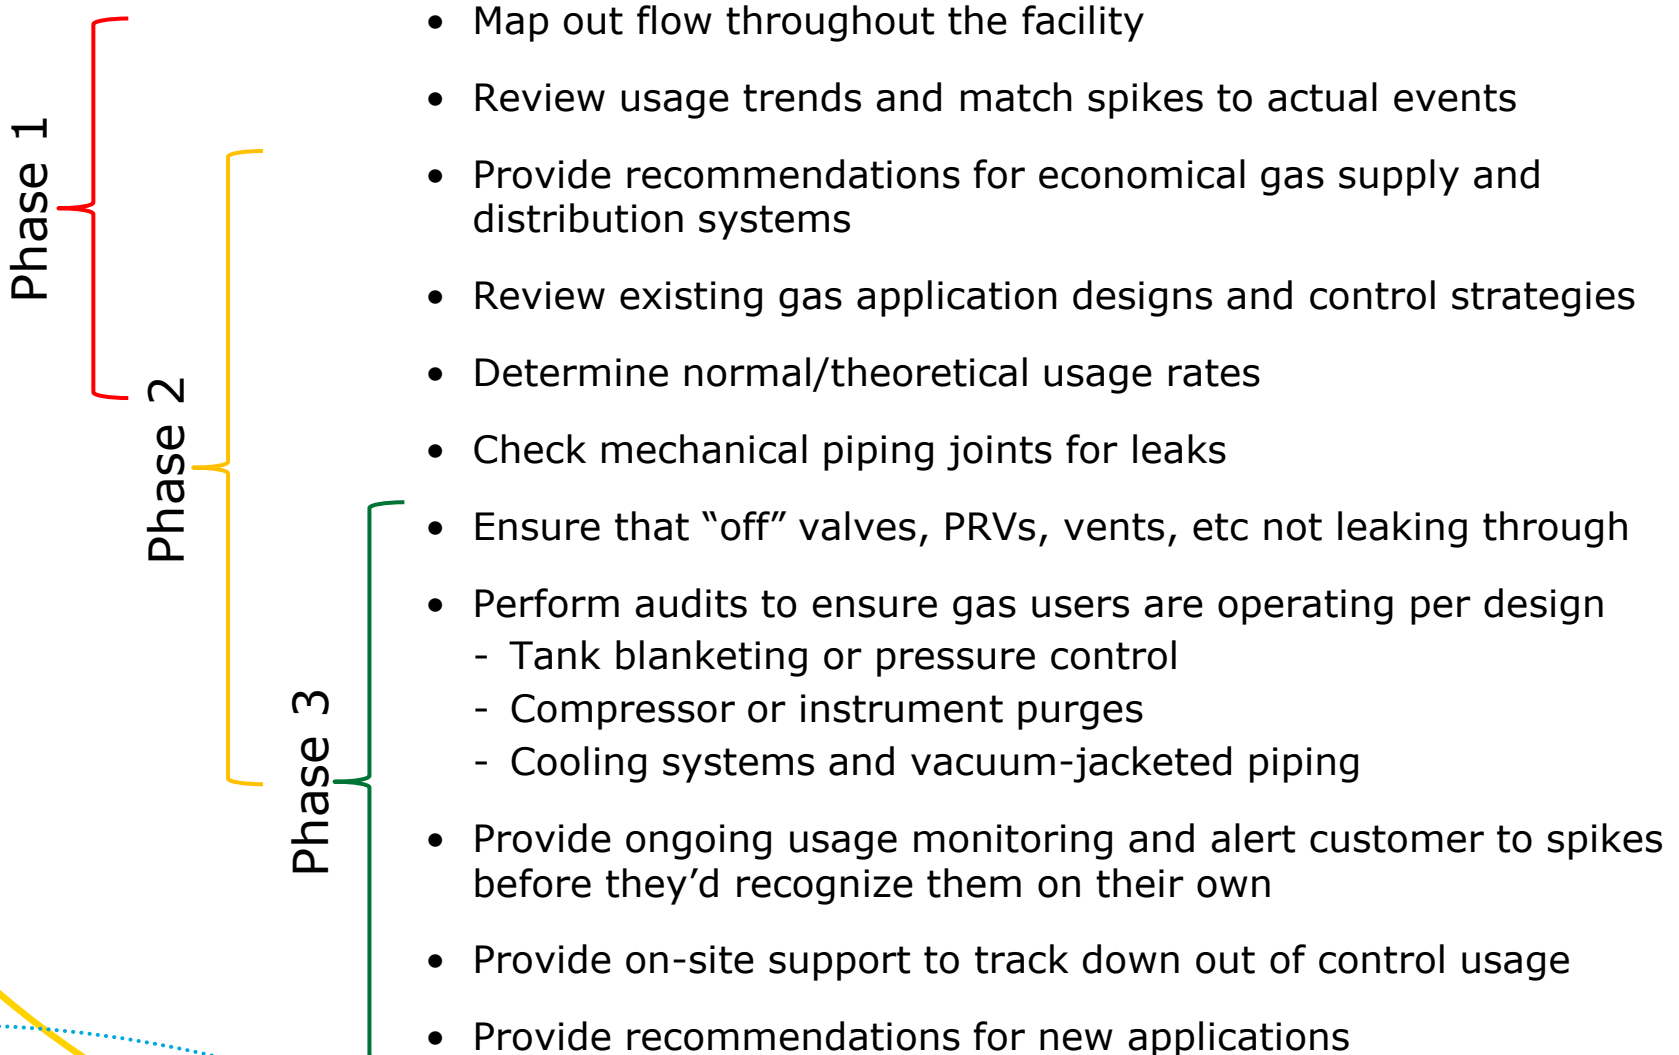 Phase 1
Phase 2
Phase 3
• Map out flow throughout the facility
• Review usage trends and match spikes to actual events
• Provide recommendations for economical gas supply and
distribution systems
• Review existing gas application designs and control strategies
• Determine normal/theoretical usage rates
• Check mechanical piping joints for leaks
• Ensure that “off” valves, PRVs, vents, etc not leaking through
• Perform audits to ensure gas users are operating per design
- Tank blanketing or pressure control
- Compressor or instrument purges
- Cooling systems and vacuum-jacketed piping
• Provide ongoing usage monitoring and alert customer to spikes
before they’d recognize them on their own
• Provide on-site support to track down out of control usage
• Provide recommendations for new applications